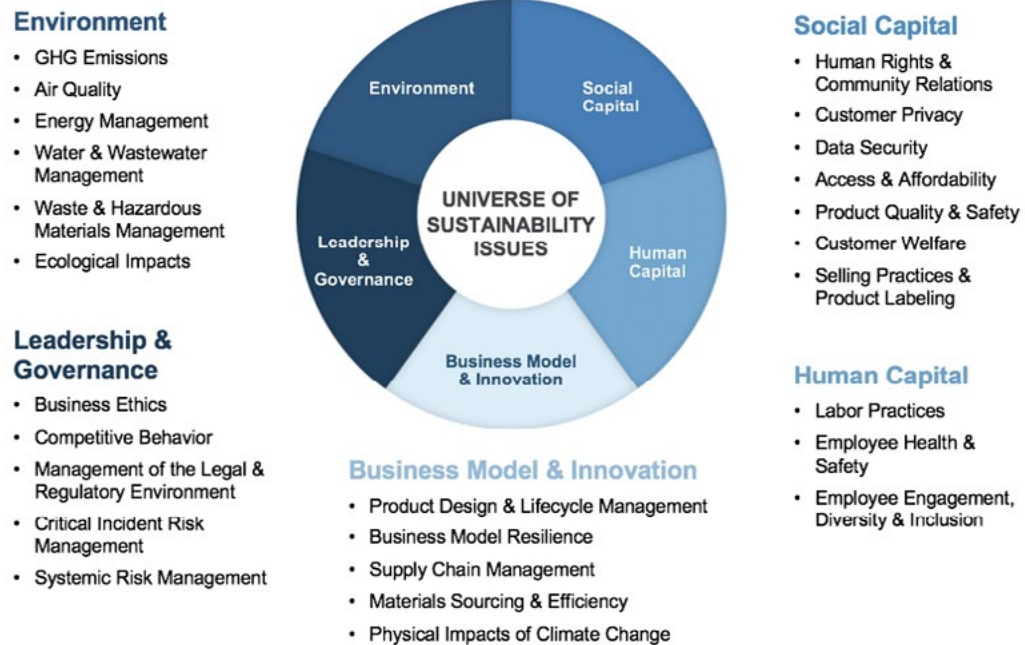 Environment
• GHG Emissions
• Air Quality
• Energy Management
• Water & Wastewater
Management
• Waste & Hazardous
Materials Management
• Ecological Impacts
Leadership &
Governance
• Business Ethics
• Competitive Behavior
• Management of the Legal &
Regulatory Environment
• Critical Incident Risk
Management
• Systemic Risk Management
Environment
Social
Capital
Leadership
&
Governance
UNIVERSE OF
SUSTAINABILITY
ISSUES
Human
Capital
Business Model
& Innovation
Business Model & Innovation
• Product Design & Lifecycle Management
• Business Model Resilience
• Supply Chain Management
• Materials Sourcing & Efficiency
• Physical Impacts of Climate Change
Social Capital
• Human Rights &
Community Relations
• Customer Privacy
• Data Security
• Access & Affordability
• Product Quality & Safety
• Customer Welfare
• Selling Practices &
Product Labeling
Human Capital
• Labor Practices
• Employee Health &
Safety
• Employee Engagement,
Diversity & Inclusion